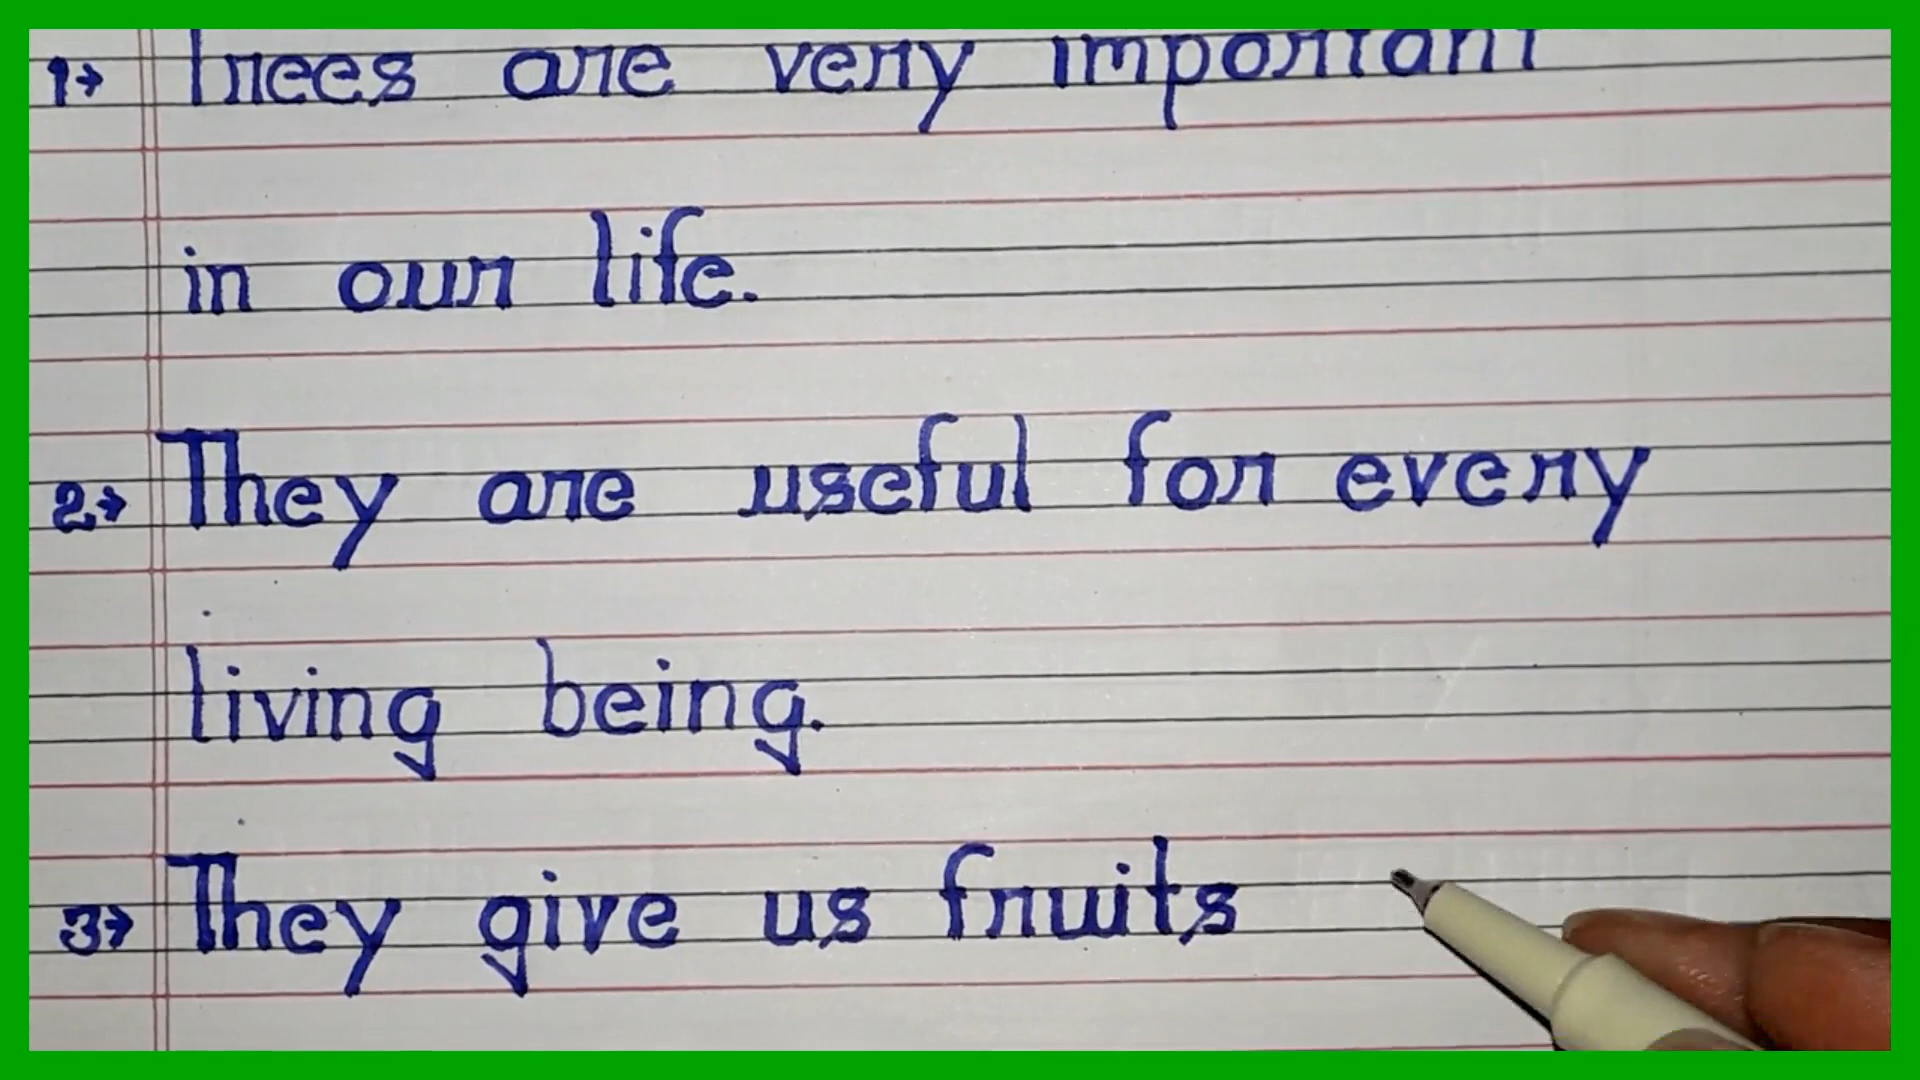 1→ Trees are very important
in our life.
2→ They are useful for every
living being.
3→ They give us fruits